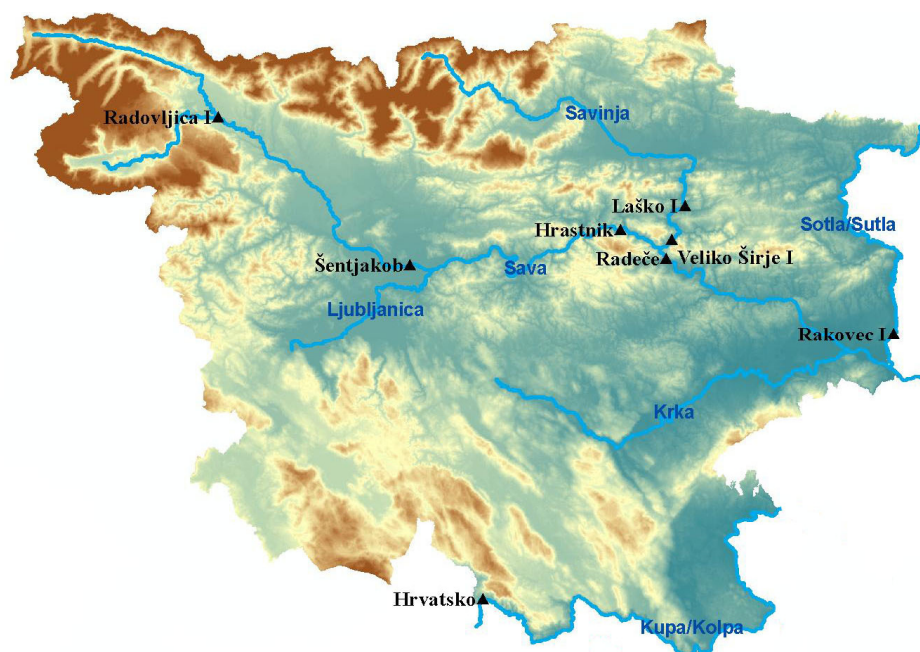 Savinja
Radovljica I
Laško I
Hrastnik
Sotla/Sutla
Radeče
Veliko Širje I
Šentjakob
Sava
Ljubljanica
Rakovec I
Krka
Hrvatsko
Kupa/Kolpa